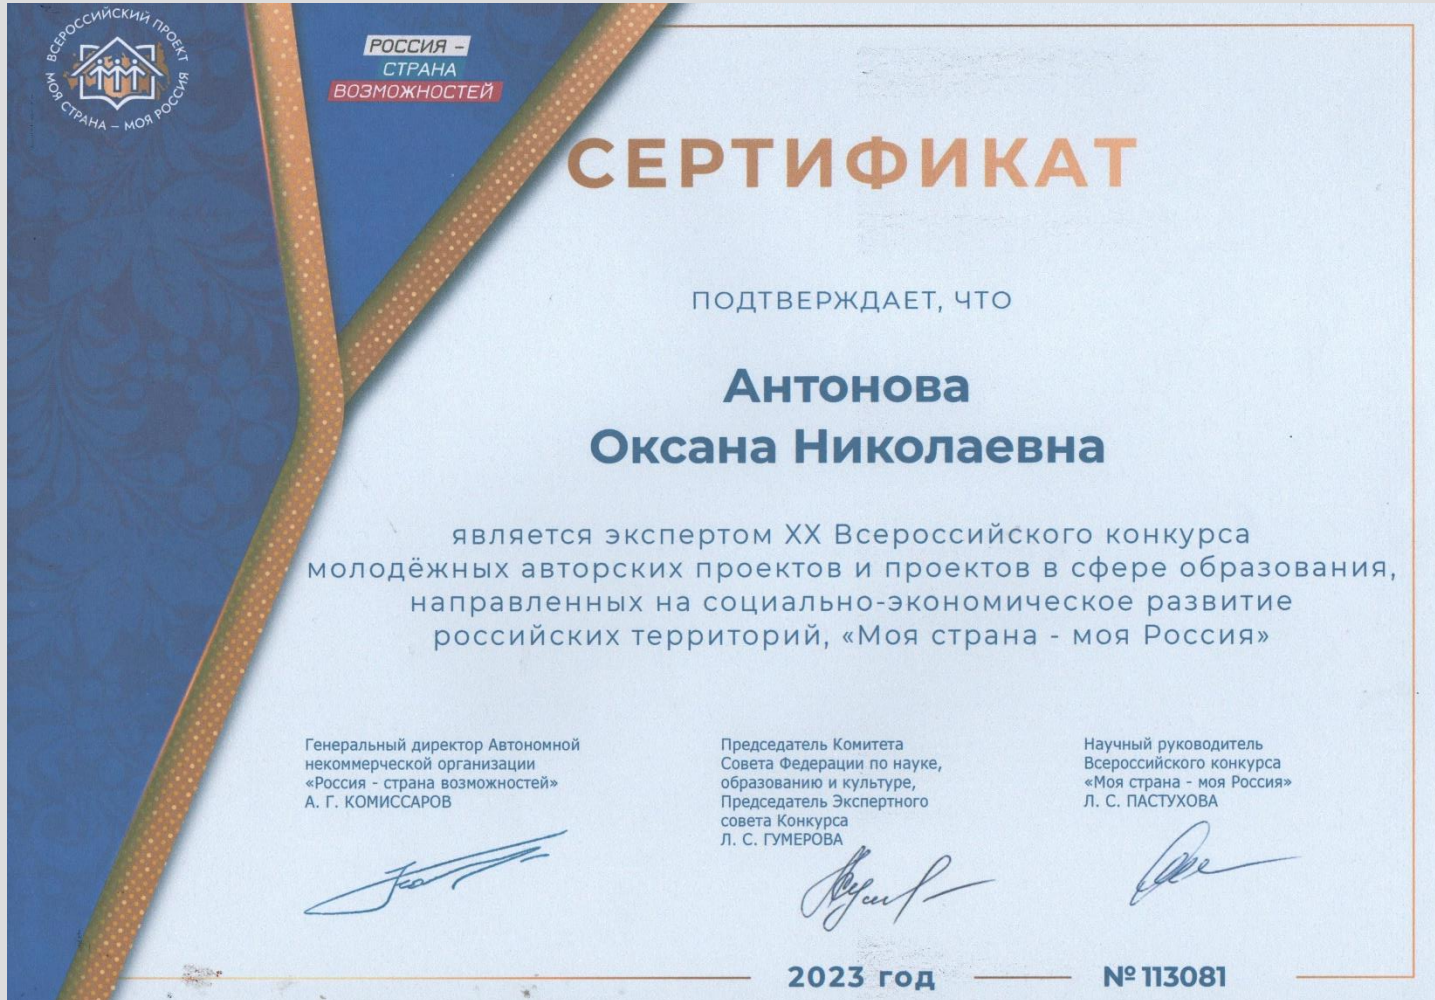 ВСЕРОССИЙСКИЙ ПРОЕКТ
МОЯ СТРАНА – МОЯ РОССИЯ
РОССИЯ –
СТРАНА
ВОЗМОЖНОСТЕЙ
СЕРТИФИКАТ
ПОДТВЕРЖДАЕТ, ЧТО
Антонова
Оксана Николаевна
является экспертом XX Всероссийского конкурса
молодёжных авторских проектов и проектов в сфере образования,
направленных на социально-экономическое развитие
российских территорий, «Моя страна - моя Россия»
Генеральный директор Автономной
некоммерческой организации
«Россия - страна возможностей»
А. Г. КОМИССАРОВ
Председатель Комитета
Совета Федерации по науке,
образованию и культуре,
Председатель Экспертного
совета Конкурса
Л. С. ГУМЕРОВА
Научный руководитель
Всероссийского конкурса
«Моя страна - моя Россия»
Л. С. ПАСТУХОВА
2023 год
№ 113081